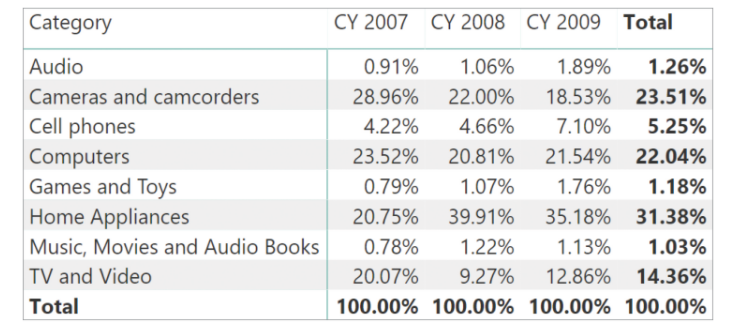 Category CY 2007 CY 2008 CY 2009 Total
Audio 0.91% 1.06% 1.89% 1.26%
Cameras and camcorders 28.96% 22.00% 18.53% 23.51%
Cell phones 4.22% 4.66% 7.10% 5.25%
Computers 23.52% 20.81% 21.54% 22.04%
Games and Toys 0.79% 1.07% 1.76% 1.18%
Home Appliances 20.75% 39.91% 35.18% 31.38%
Music, Movies and Audio Books 0.78% 1.22% 1.13% 1.03%
TV and Video 20.07% 9.27% 12.86% 14.36%
Total 100.00% 100.00% 100.00% 100.00%